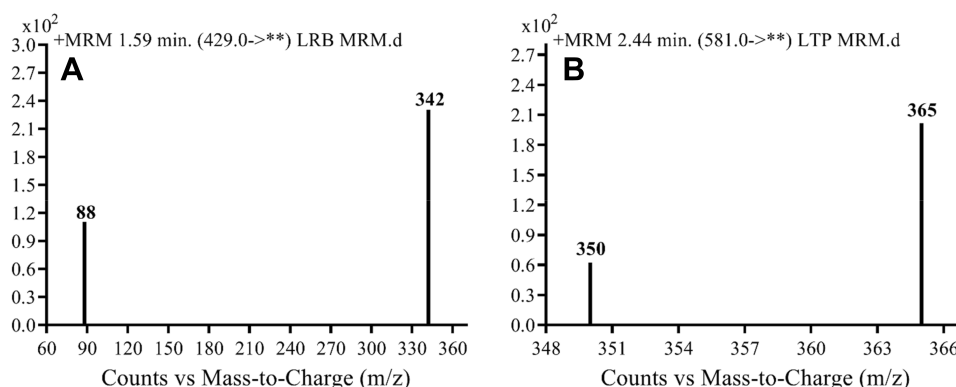 x10²
+MRM 1.59 min. (429.0->**) LRB MRM.d
A
3.0
2.7
2.4
2.1
1.8
1.5
1.2
0.9
0.6
0.3
0.0
88
342
60 90 120 150 180 210 240 270 300 330 360
Counts vs Mass-to-Charge (m/z)
x10²
+MRM 2.44 min. (581.0->**) LTP MRM.d
B
2.7
2.4
2.1
1.8
1.5
1.2
0.9
0.6
0.3
0.0
350
365
348 351 354 357 360 363 366
Counts vs Mass-to-Charge (m/z)